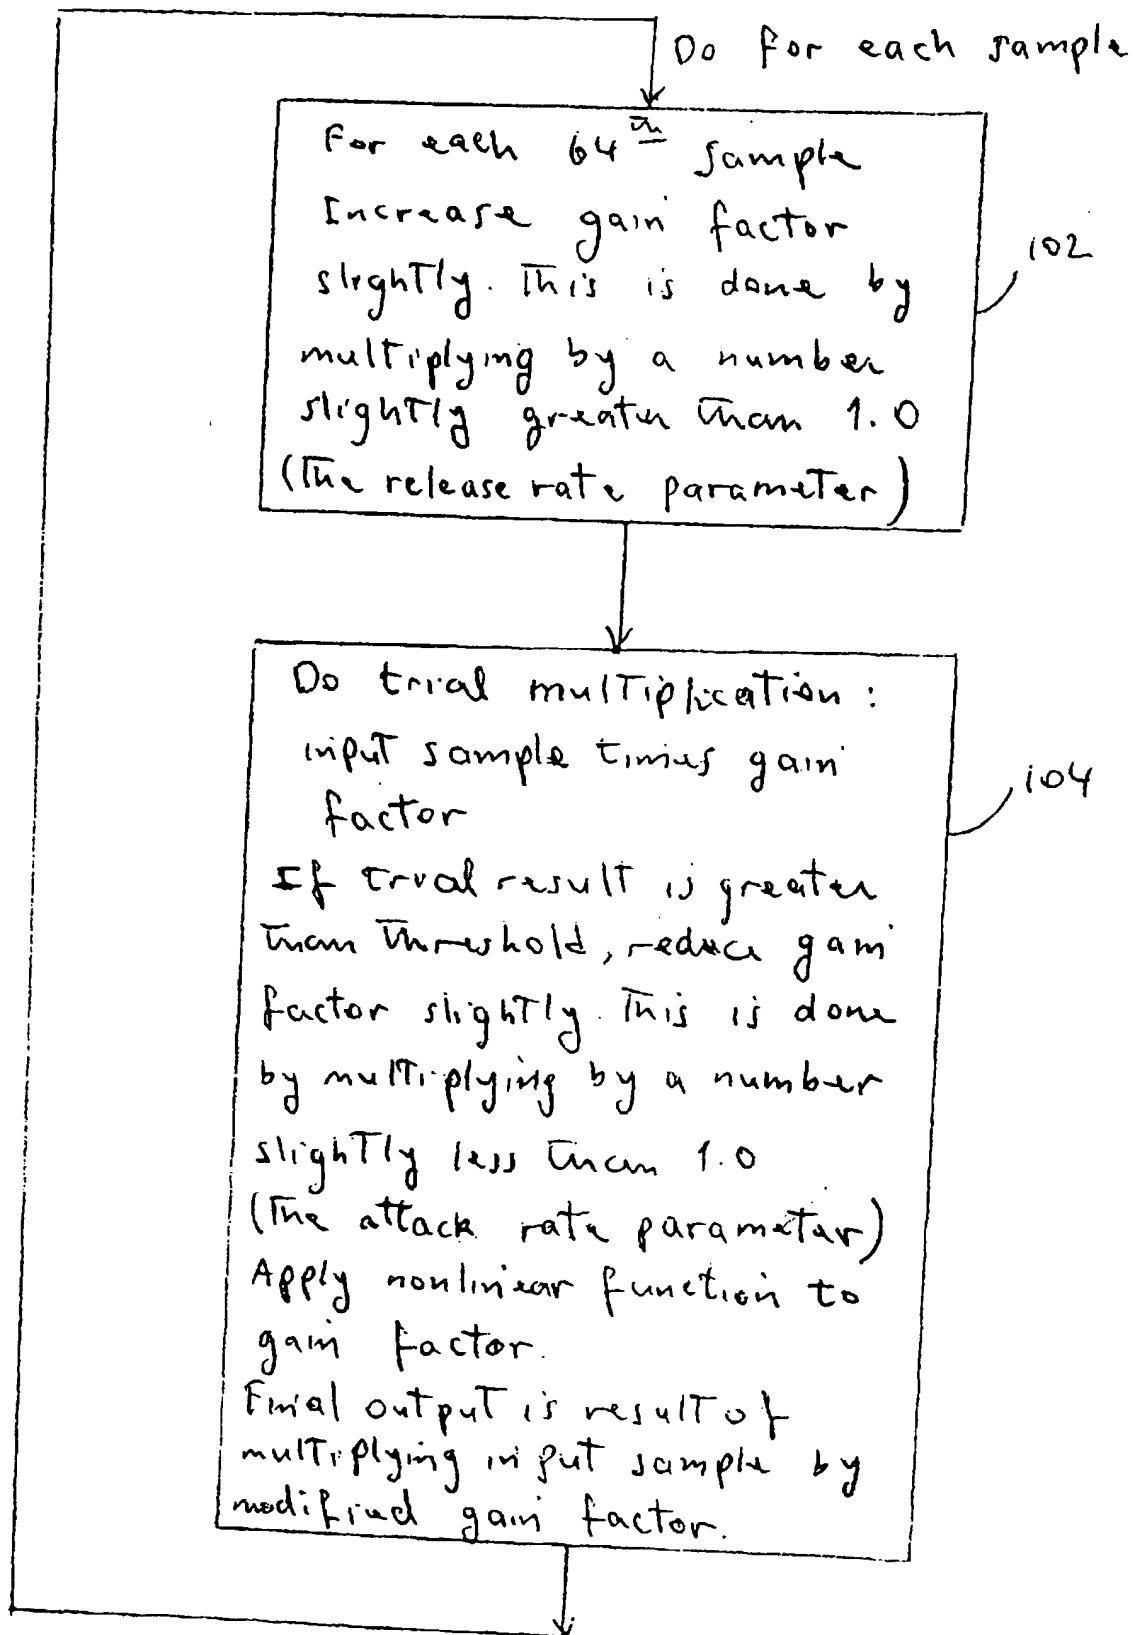 Do for each sample
For each 64th sample
Increase gain factor
slightly. This is done by
multiplying by a number
slightly greater than 1.0
(The release rate parameter)
102
Do trial multiplication:
input sample times gain
factor
If trial result is greater
than threshold, reduce gain
factor slightly. This is done
by multiplying by a number
slightly less than 1.0
(The attack rate parameter)
Apply nonlinear function to
gain factor.
Final output is result of
multiplying input sample by
modified gain factor.
104